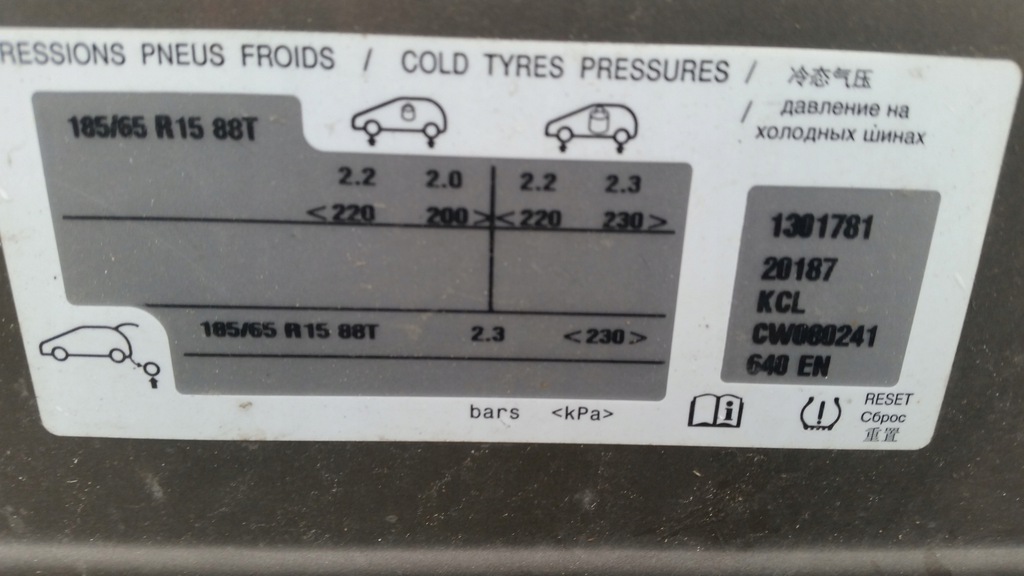 RESSIONS PNEUS FROIDS / COLD TYRES PRESSURES / 冷态气压
/ давление на
холодных шинах
185/65 R15 88T
2.2 2.0 2.2 2.3
<220 200> <220 230>
185/65 R15 88T 2.3 <230>
bars <kPa>
1301781
20187
KCL
CW080241
640 EN
RESET
Сброс
重置